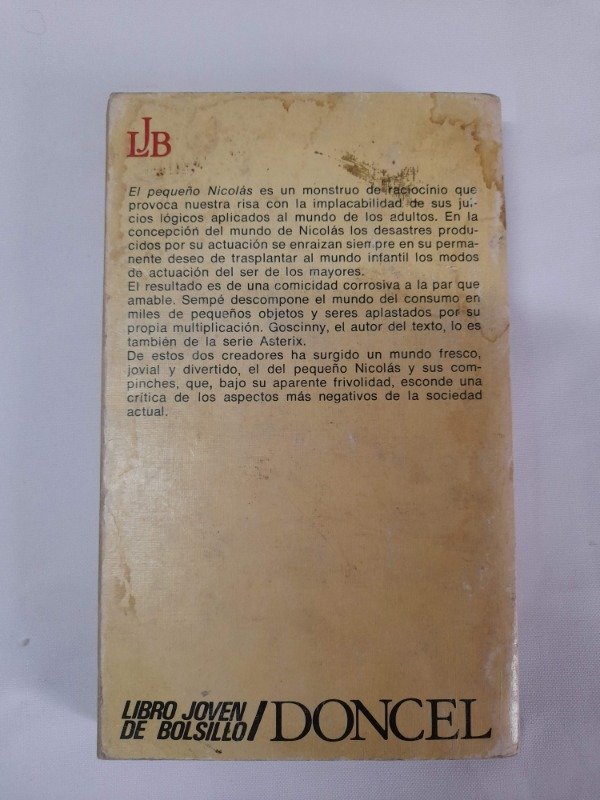 LJB
El pequeño Nicolás es un monstruo de raciocinio que
provoca nuestra risa con la implacabilidad de sus jui-
cios lógicos aplicados al mundo de los adultos. En la
concepción del mundo de Nicolás los desastres produ-
cidos por su actuación se enraizan siempre en su perma-
nente deseo de trasplantar al mundo infantil los modos
de actuación del ser de los mayores.
El resultado es de una comicidad corrosiva a la par que
amable. Sempé descompone el mundo del consumo en
miles de pequeños objetos y seres aplastados por su
propia multiplicación. Goscinny, el autor del texto, lo es
también de la serie Asterix.
De estos dos creadores ha surgido un mundo fresco,
jovial y divertido, el del pequeño Nicolás y sus com-
pinches, que, bajo su aparente frivolidad, esconde una
crítica de los aspectos más negativos de la sociedad
actual.
LIBRO JOVEN
DE BOLSILLO / DONCEL